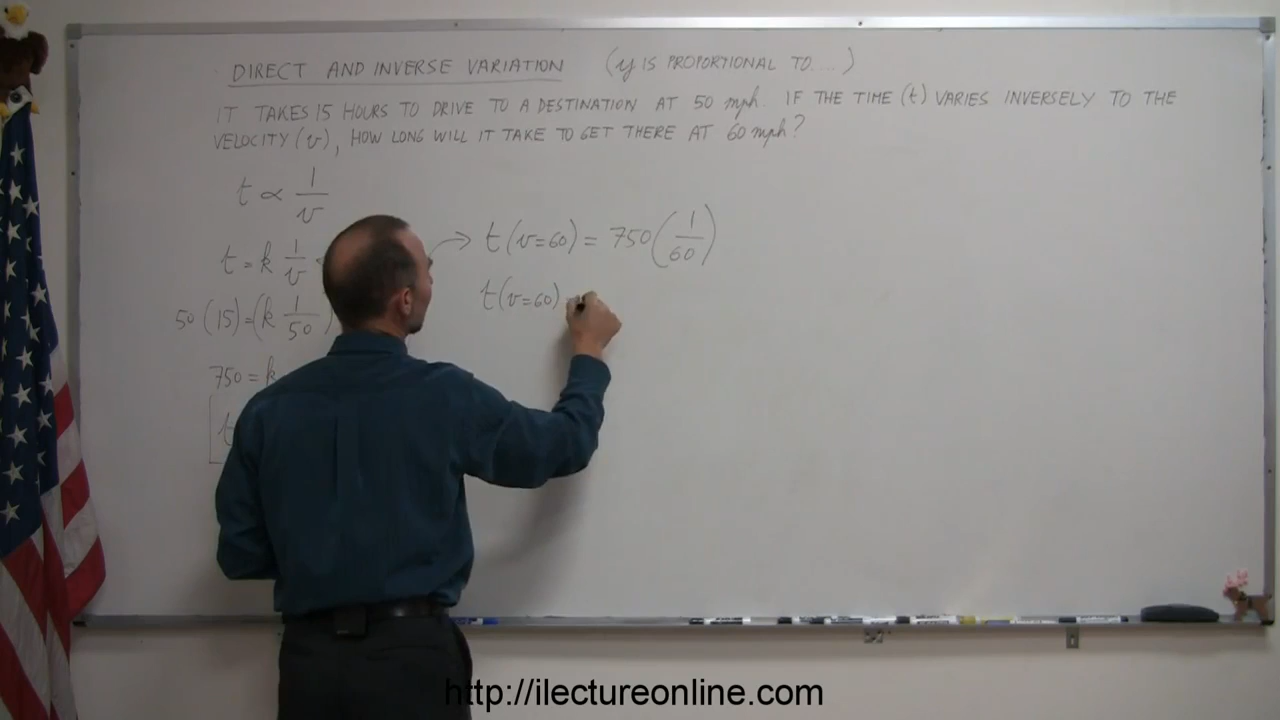 DIRECT AND INVERSE VARIATION (y IS PROPORTIONAL TO....)
IT TAKES 15 HOURS TO DRIVE TO A DESTINATION AT 50 mph. IF THE TIME (t) VARIES INVERSELY TO THE
VELOCITY (v), HOW LONG WILL IT TAKE TO GET THERE AT 60 mph?
t ∝ 1/v
t = k 1/v
50 (15) = (k 1/50)
750 = k
t
→ t(v=60) = 750(1/60)
t(v=60)
http://ilectureonline.com